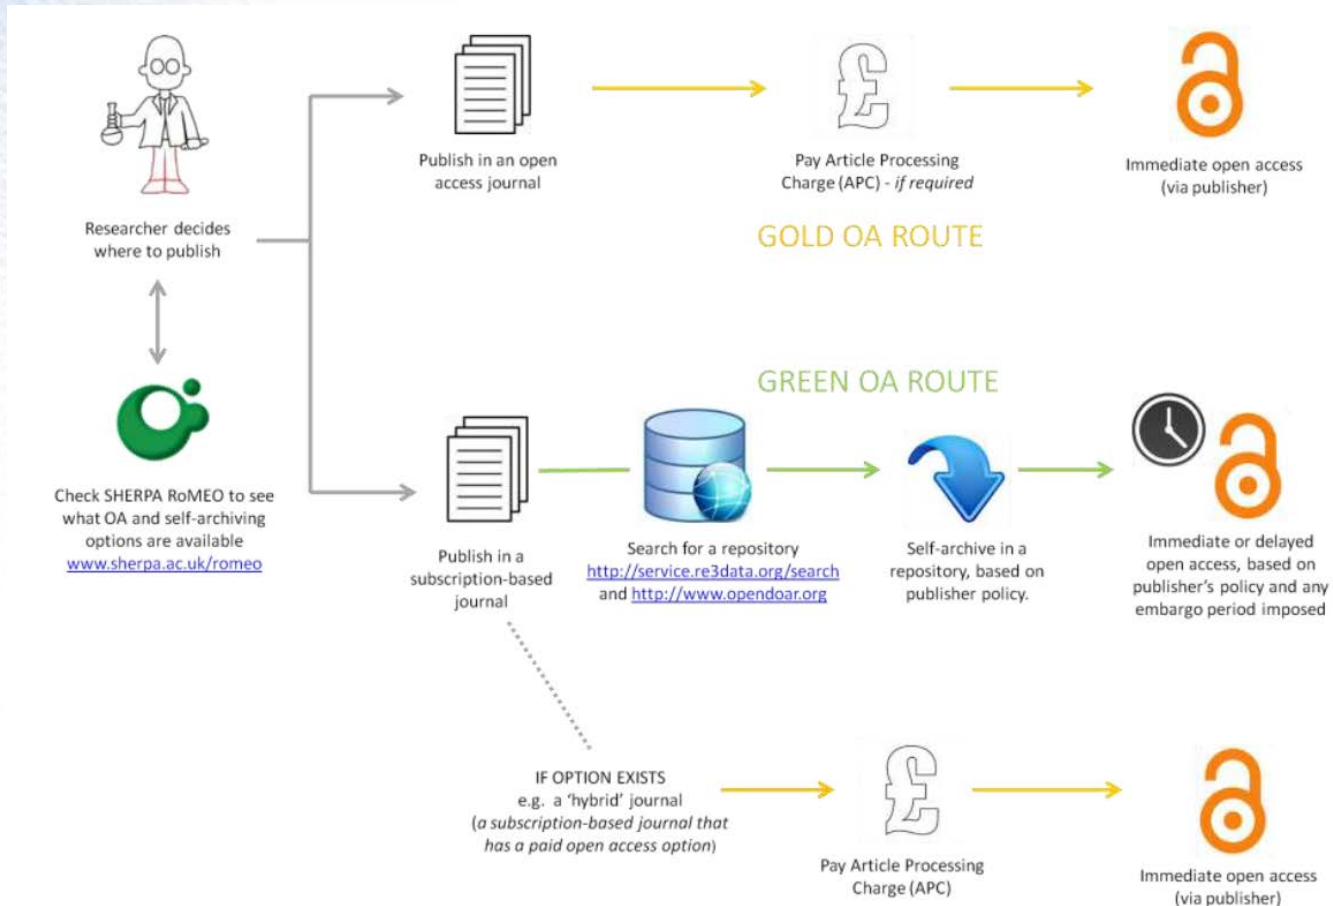 Researcher decides
where to publish
Check SHERPA RoMEO to see
what OA and self-archiving
options are available
www.sherpa.ac.uk/romeo
Publish in an open
access journal
£
Pay Article Processing
Charge (APC) - if required
Immediate open access
(via publisher)
GOLD OA ROUTE
GREEN OA ROUTE
Publish in a
subscription-based
journal
Search for a repository
http://service.re3data.org/search
and http://www.opendoar.org
Self-archive in a
repository, based on
publisher policy.
Immediate or delayed
open access, based on
publisher's policy and any
embargo period imposed
IF OPTION EXISTS
e.g. a 'hybrid' journal
(a subscription-based journal that
has a paid open access option)
£
Pay Article Processing
Charge (APC)
Immediate open access
(via publisher)